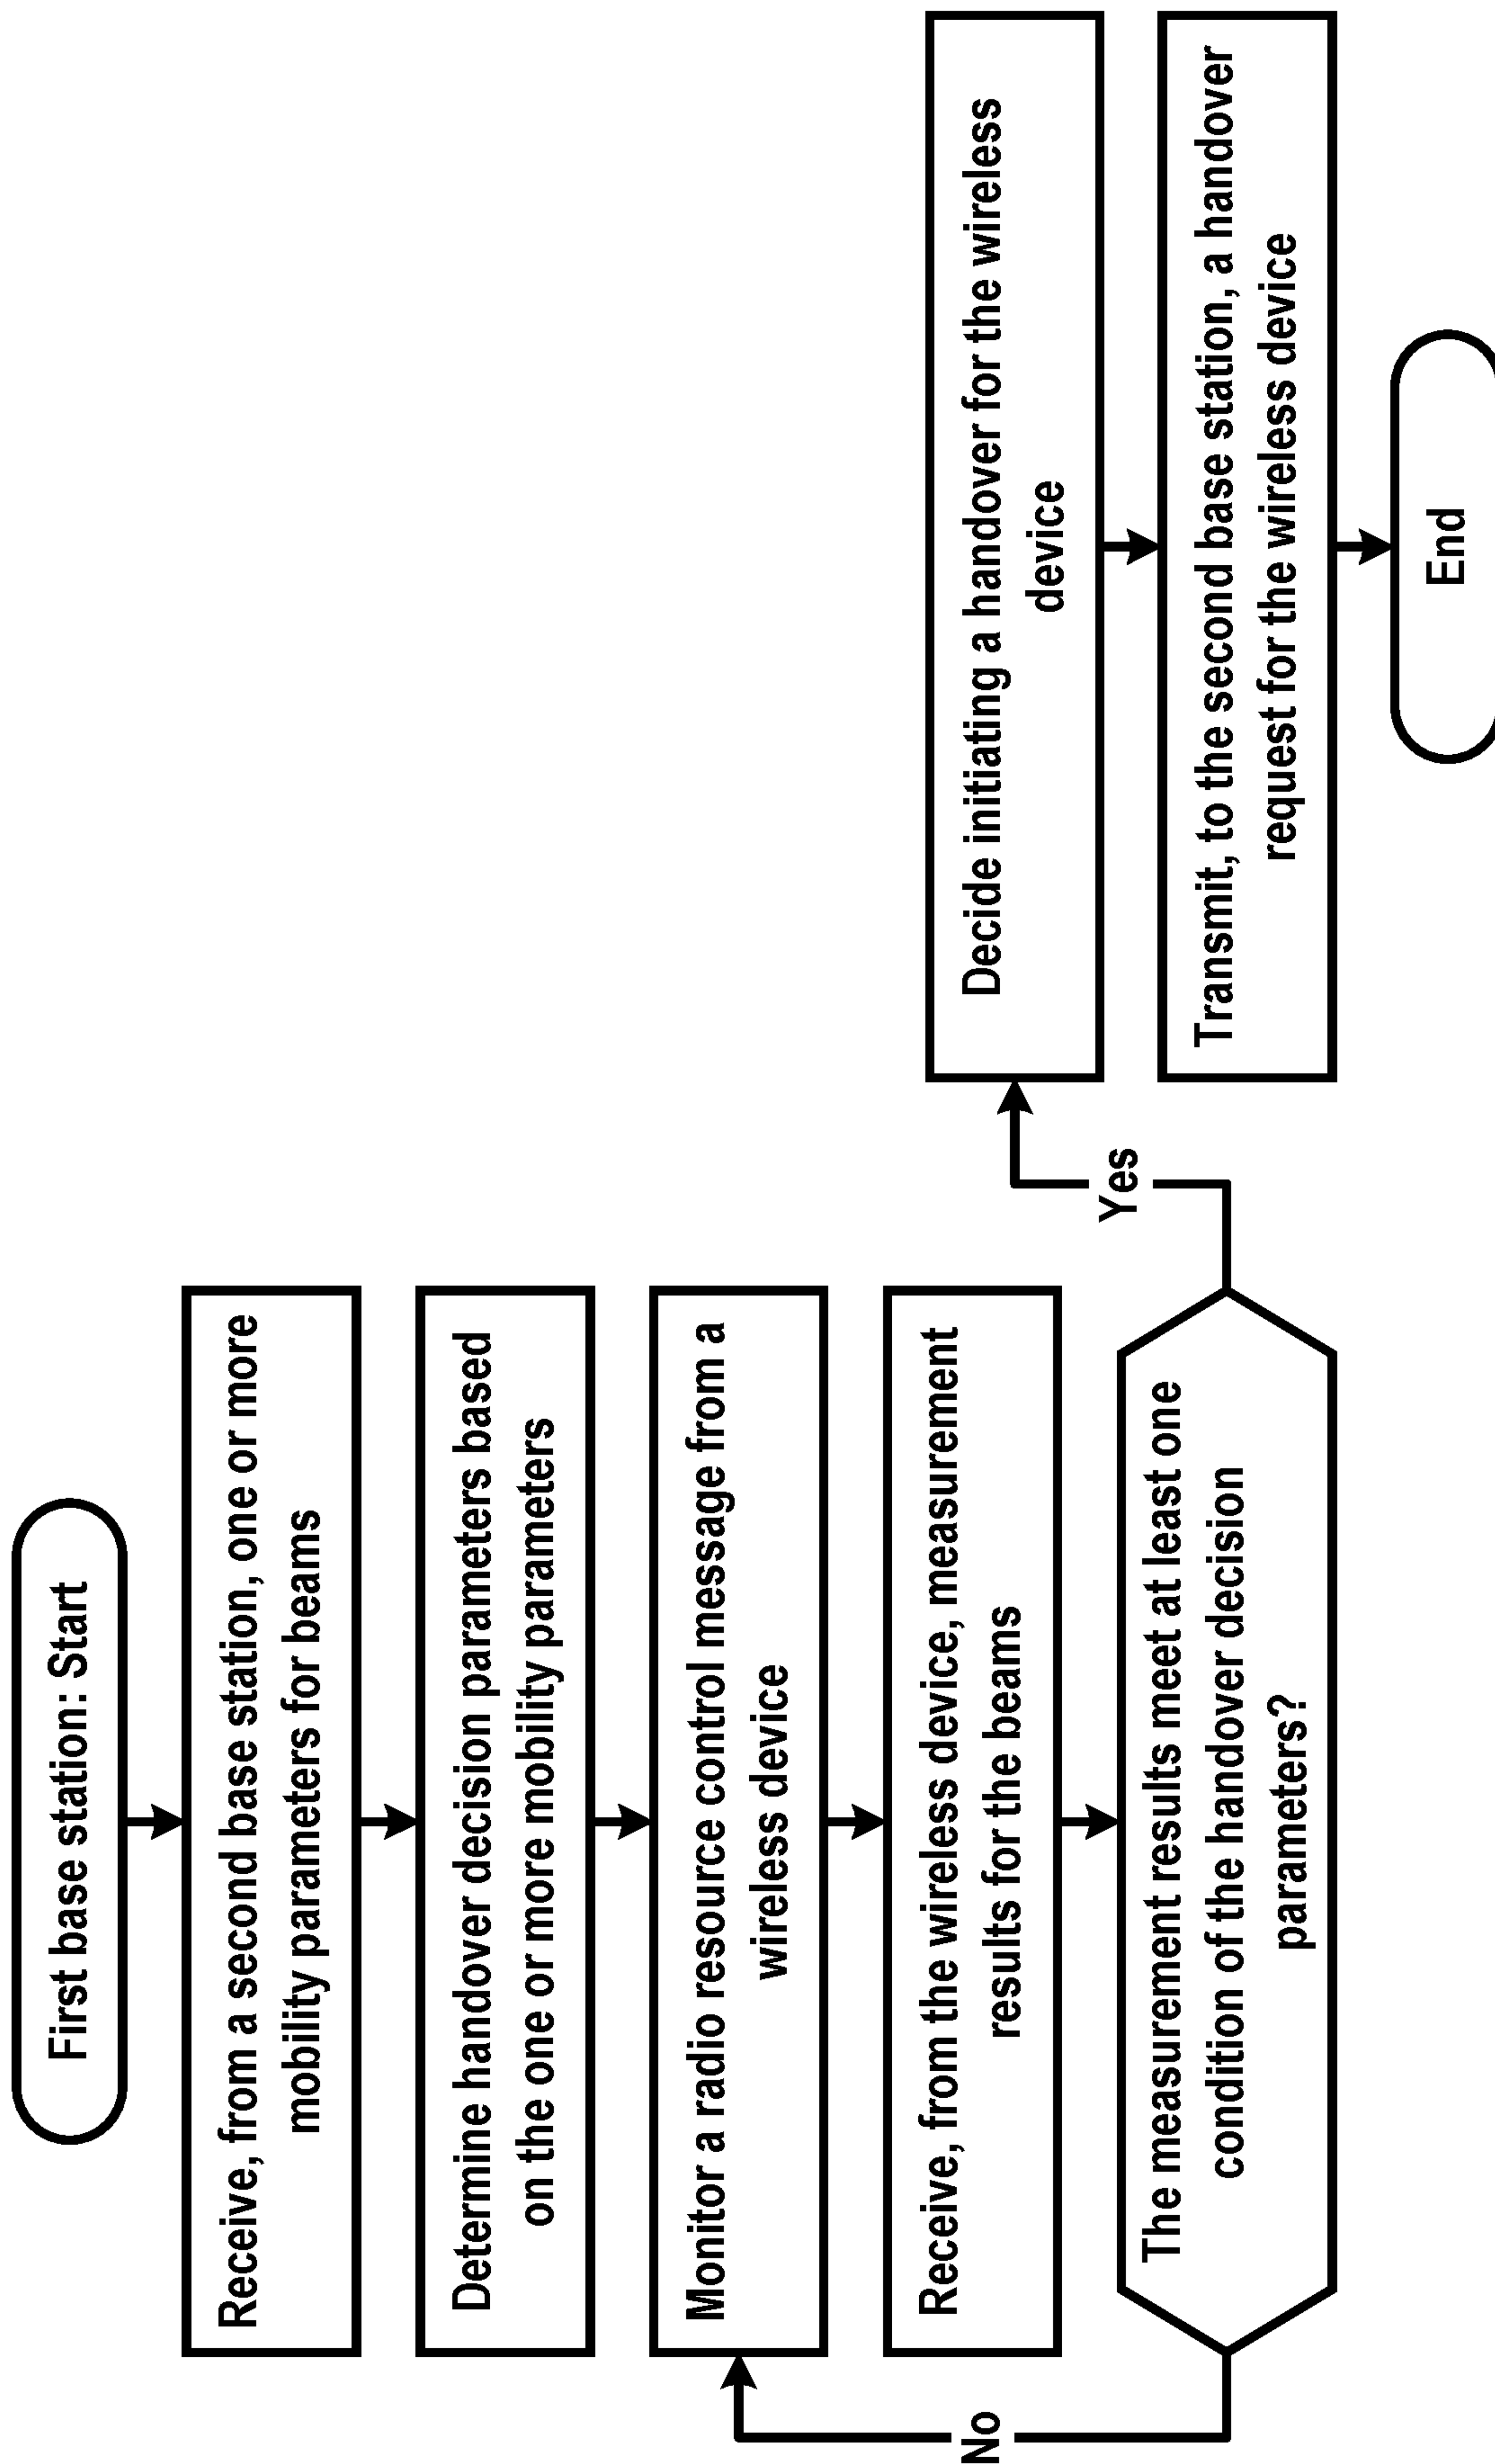 First base station: Start
Receive, from a second base station, one or more
mobility parameters for beams
Determine handover decision parameters based
on the one or more mobility parameters
Monitor a radio resource control message from a
wireless device
Receive, from the wireless device, measurement
results for the beams
The measurement results meet at least one
condition of the handover decision
parameters?
No
Yes
Decide initiating a handover for the wireless
device
Transmit, to the second base station, a handover
request for the wireless device
End